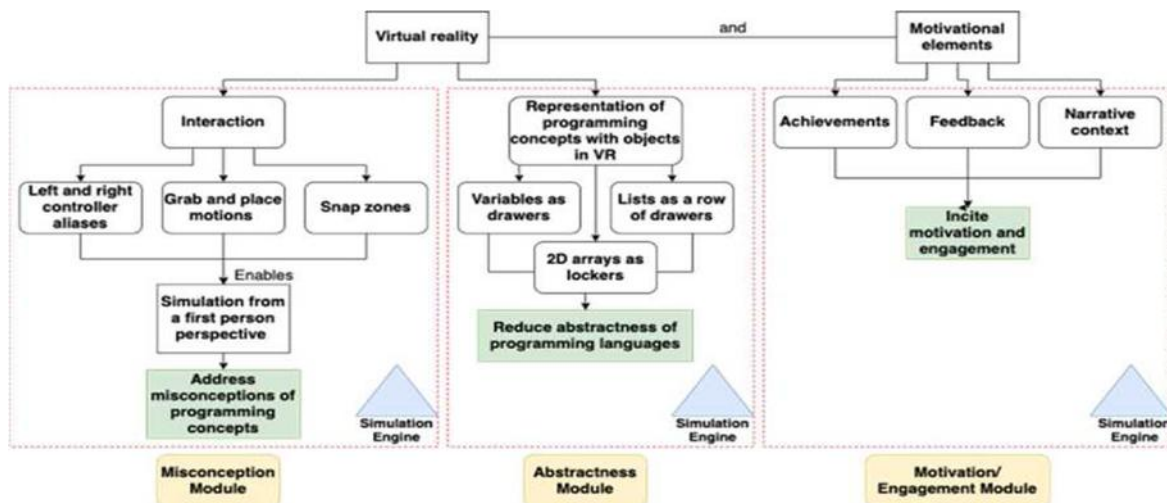 Virtual reality
and
Motivational
elements
Interaction
Left and right
controller
aliases
Grab and place
motions
Snap zones
Enables
Simulation from
a first person
perspective
Address
misconceptions of
programming
concepts
Simulation
Engine
Misconception
Module
Representation of
programming
concepts with objects
in VR
Variables as
drawers
Lists as a row
of drawers
2D arrays as
lockers
Reduce abstractness of
programming languages
Simulation
Engine
Abstractness
Module
Achievements
Feedback
Narrative
context
Incite
motivation and
engagement
Simulation
Engine
Motivation/
Engagement Module